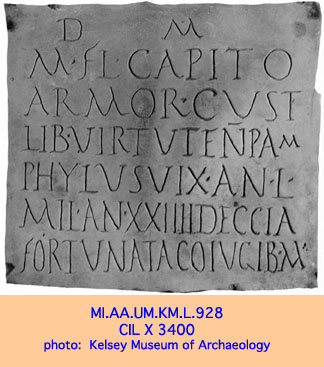 D M
M·FL·CAPITO
ARMOR·CVST
LIB·VIRTVTE N̄ PAM
PHYLVS VIX·AN·L·
MIL·AN·XXIIII DECCIA
FORTVNATA COIVGI B·M·
MI.AA.UM.KM.L.928
CIL X 3400
photo: Kelsey Museum of Archaeology